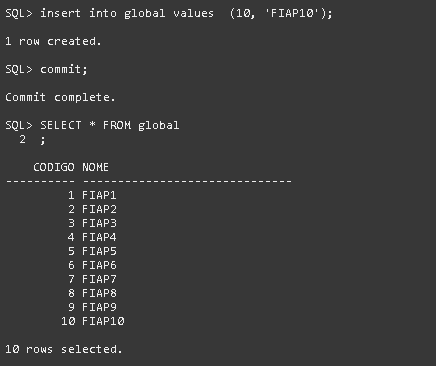 SQL> insert into global values  (10, 'FIAP10');
1 row created.
SQL> commit;
Commit complete.
SQL> SELECT * FROM global
  2  ;
    CODIGO NOME
---------- ------------------------------
         1 FIAP1
         2 FIAP2
         3 FIAP3
         4 FIAP4
         5 FIAP5
         6 FIAP6
         7 FIAP7
         8 FIAP8
         9 FIAP9
        10 FIAP10
10 rows selected.